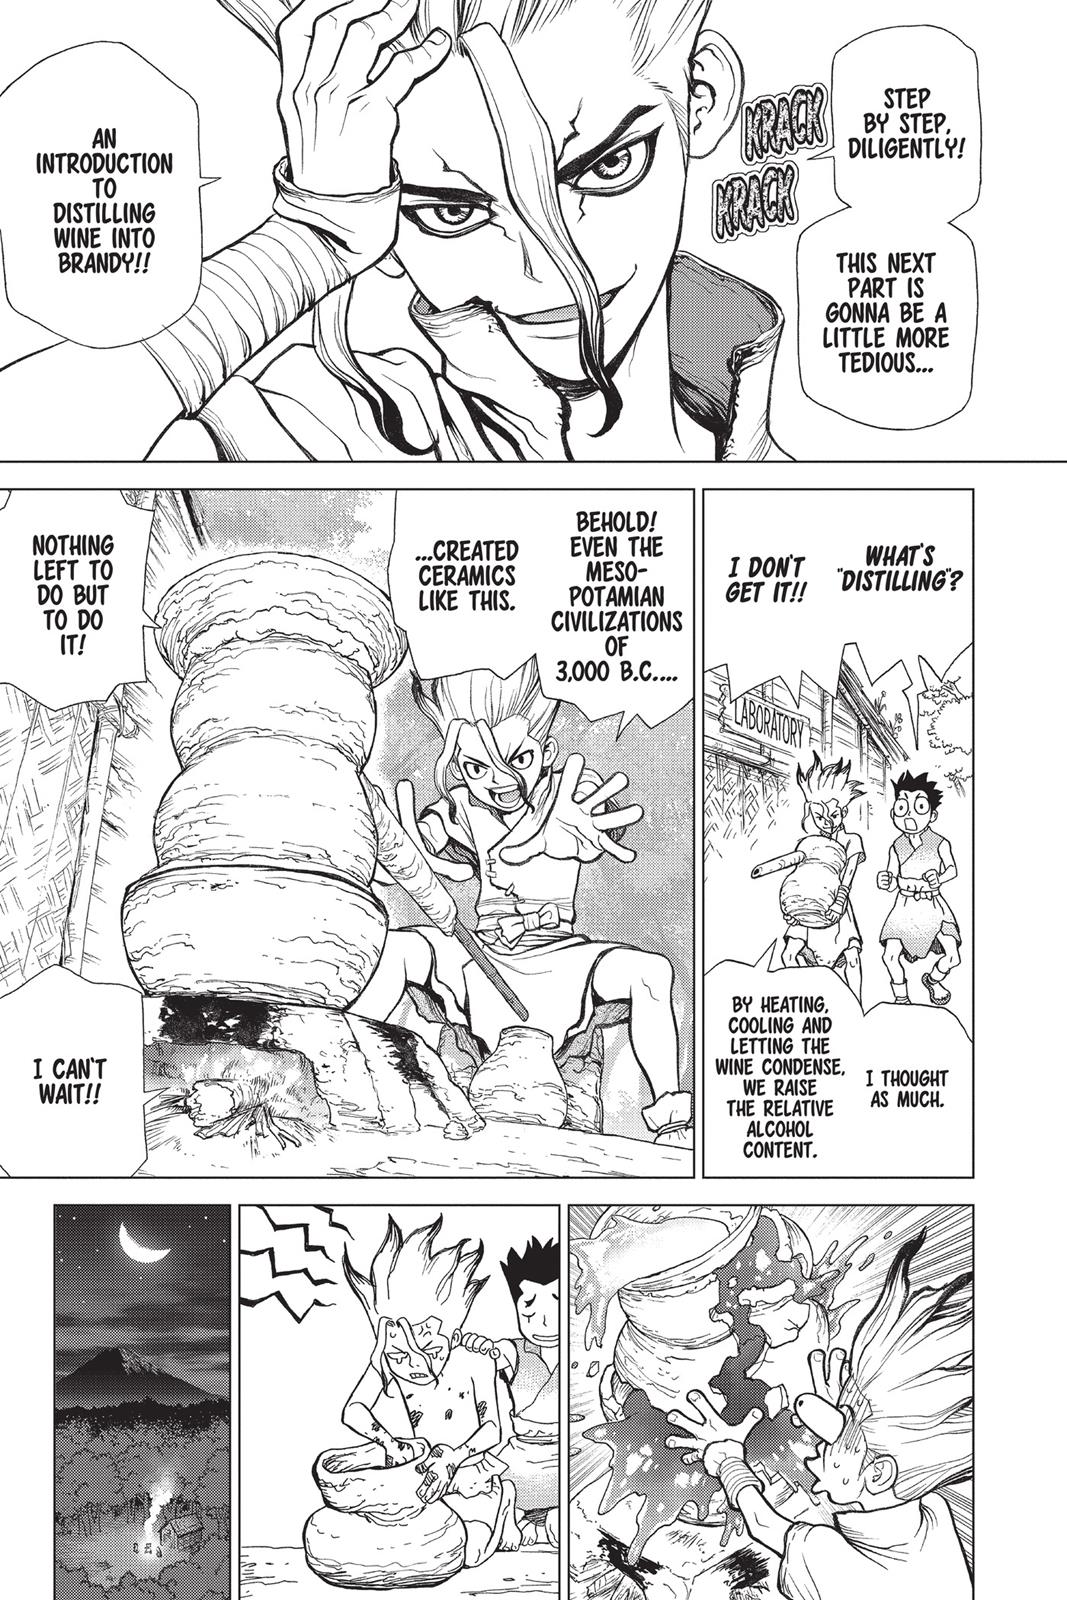 STEP
BY STEP,
DILIGENTLY!
THIS NEXT
PART IS
GONNA BE A
LITTLE MORE
TEDIOUS...
KRACK
KRACK
AN
INTRODUCTION
TO
DISTILLING
WINE INTO
BRANDY!!
WHAT'S
"DISTILLING"?
I DON'T
GET IT!!
LABORATORY
I THOUGHT
AS MUCH.
BY HEATING,
COOLING AND
LETTING THE
WINE CONDENSE,
WE RAISE
THE RELATIVE
ALCOHOL
CONTENT.
BEHOLD!
EVEN THE
MESO-
POTAMIAN
CIVILIZATIONS
OF
3,000 B.C....
...CREATED
CERAMICS
LIKE THIS.
NOTHING
LEFT TO
DO BUT
TO DO
IT!
I CAN'T
WAIT!!